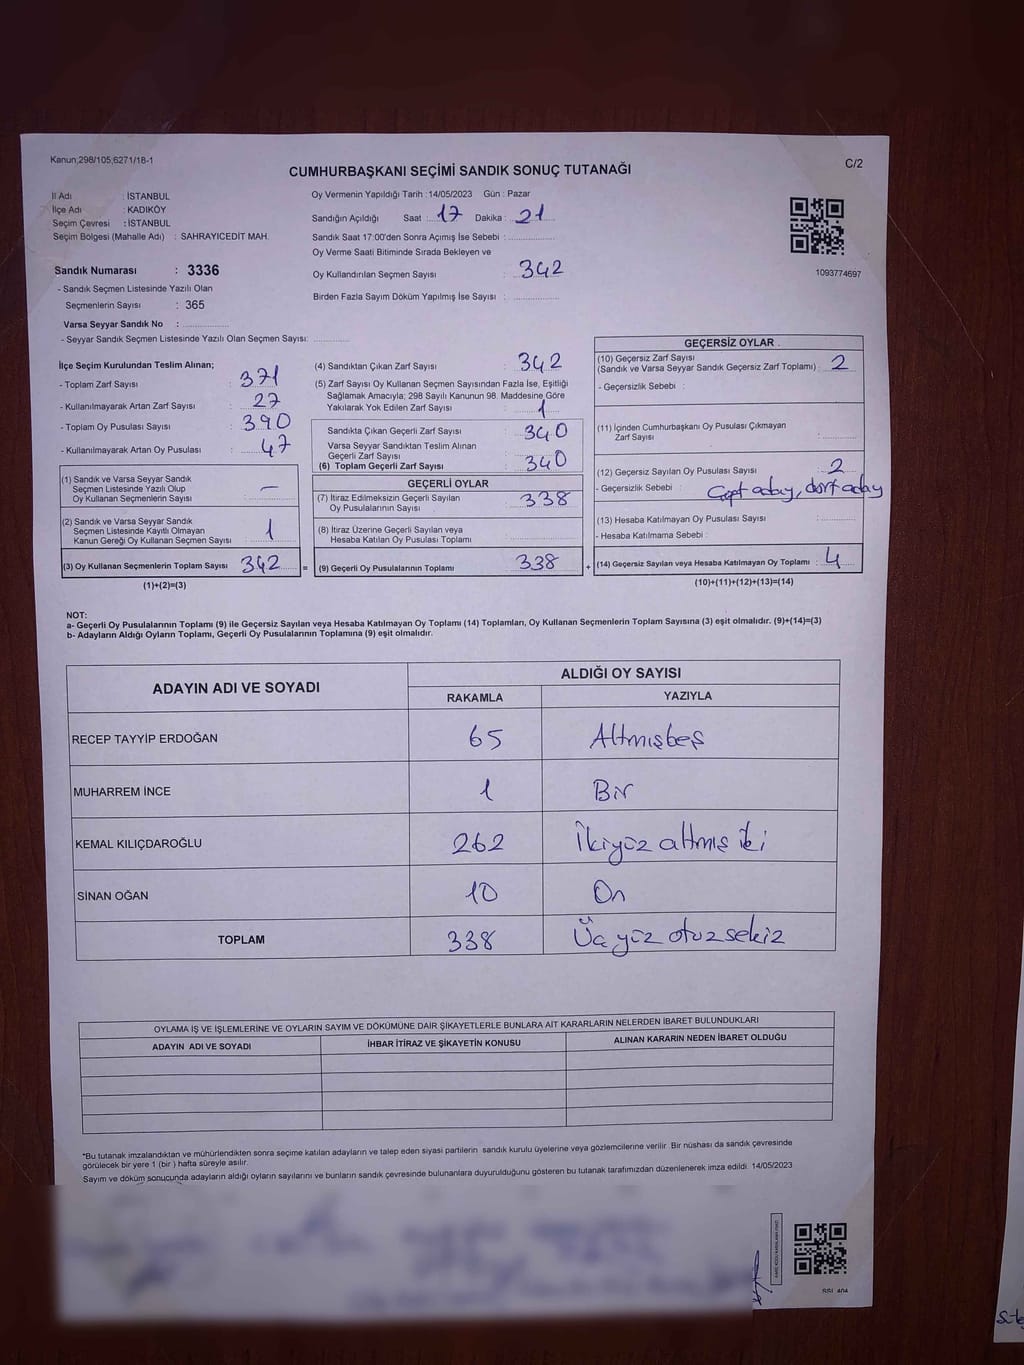 Kanun,298/105,6271/18-1
C/2
CUMHURBAŞKANI SEÇİMİ SANDIK SONUÇ TUTANAĞI
İl Adı : İSTANBUL
İlçe Adı : KADIKÖY
Seçim Çevresi : İSTANBUL
Seçim Bölgesi (Mahalle Adı) : SAHRAYICEDİT MAH.
Sandık Numarası : 3336
- Sandık Seçmen Listesinde Yazılı Olan
Seçmenlerin Sayısı : 365
Varsa Seyyar Sandık No :
- Seyyar Sandık Seçmen Listesinde Yazılı Olan Seçmen Sayısı:
Oy Vermenin Yapıldığı Tarih :14/05/2023 Gün : Pazar
Sandığın Açıldığı Saat : 17 Dakika : 21
Sandık Saat 17:00'den Sonra Açımış İse Sebebi :
Oy Verme Saati Bitiminde Sırada Bekleyen ve
Oy Kullandırılan Seçmen Sayısı : 342
Birden Fazla Sayım Döküm Yapılmış İse Sayısı :
1093774697
İlçe Seçim Kurulundan Teslim Alınan;
- Toplam Zarf Sayısı : 371
- Kullanılmayarak Artan Zarf Sayısı : 27
- Toplam Oy Pusulası Sayısı : 390
- Kullanılmayarak Artan Oy Pusulası : 47
(1) Sandık ve Varsa Seyyar Sandık
Seçmen Listesinde Yazılı Olup
Oy Kullanan Seçmenlerin Sayısı : –
(2) Sandık ve Varsa Seyyar Sandık
Seçmen Listesinde Kayıtlı Olmayan
Kanun Gereği Oy Kullanan Seçmen Sayısı : 1
(3) Oy Kullanan Seçmenlerin Toplam Sayısı 342
(1)+(2)=(3)
(4) Sandıktan Çıkan Zarf Sayısı : 342
(5) Zarf Sayısı Oy Kullanan Seçmen Sayısından Fazla İse, Eşitliği
Sağlamak Amacıyla; 298 Sayılı Kanunun 98. Maddesine Göre
Yakılarak Yok Edilen Zarf Sayısı : 1
Sandıkta Çıkan Geçerli Zarf Sayısı : 340
Varsa Seyyar Sandıktan Teslim Alınan
Geçerli Zarf Sayısı :
(6) Toplam Geçerli Zarf Sayısı : 340
GEÇERLİ OYLAR
(7) İtiraz Edilmeksizin Geçerli Sayılan
Oy Pusulalarının Sayısı : 338
(8) İtiraz Üzerine Geçerli Sayılan veya
Hesaba Katılan Oy Pusulası Toplamı :
= (9) Geçerli Oy Pusulalarının Toplamı : 338
GEÇERSİZ OYLAR
(10) Geçersiz Zarf Sayısı
(Sandık ve Varsa Seyyar Sandık Geçersiz Zarf Toplamı) : 2
- Geçersizlik Sebebi :
(11) İçinden Cumhurbaşkanı Oy Pusulası Çıkmayan
Zarf Sayısı :
(12) Geçersiz Sayılan Oy Pusulası Sayısı : 2
- Geçersizlik Sebebi : Çift aday, dört aday
(13) Hesaba Katılmayan Oy Pusulası Sayısı :
- Hesaba Katılmama Sebebi :
+ (14) Geçersiz Sayılan veya Hesaba Katılmayan Oy Toplamı : 4
(10)+(11)+(12)+(13)=(14)
NOT:
a- Geçerli Oy Pusulalarının Toplamı (9) ile Geçersiz Sayılan veya Hesaba Katılmayan Oy Toplamı (14) Toplamları, Oy Kullanan Seçmenlerin Toplam Sayısına (3) eşit olmalıdır. (9)+(14)=(3)
b- Adayların Aldığı Oyların Toplamı, Geçerli Oy Pusulalarının Toplamına (9) eşit olmalıdır.
ADAYIN ADI VE SOYADI ALDIĞI OY SAYISI
RAKAMLA YAZIYLA
RECEP TAYYİP ERDOĞAN 65 Altmışbeş
MUHARREM İNCE 1 Bir
KEMAL KILIÇDAROĞLU 262 İkiyüz altmış iki
SİNAN OĞAN 10 On
TOPLAM 338 Üçyüz otuzsekiz
OYLAMA İŞ VE İŞLEMLERİNE VE OYLARIN SAYIM VE DÖKÜMÜNE DAİR ŞİKAYETLERLE BUNLARA AİT KARARLARIN NELERDEN İBARET BULUNDUKLARI
ADAYIN ADI VE SOYADI İHBAR İTİRAZ VE ŞİKAYETİN KONUSU ALINAN KARARIN NEDEN İBARET OLDUĞU
*Bu tutanak imzalandıktan ve mühürlendikten sonra seçime katılan adayların ve talep eden siyasi partilerin sandık kurulu üyelerine veya gözlemcilerine verilir. Bir nüshası da sandık çevresinde
görülecek bir yere 1 (bir ) hafta süreyle asılır.
Sayım ve döküm sonucunda adayların aldığı oyların sayılarını ve bunların sandık çevresinde bulunanlara duyurulduğunu gösteren bu tutanak tarafımızdan düzenlenerek imza edildi. 14/05/2023